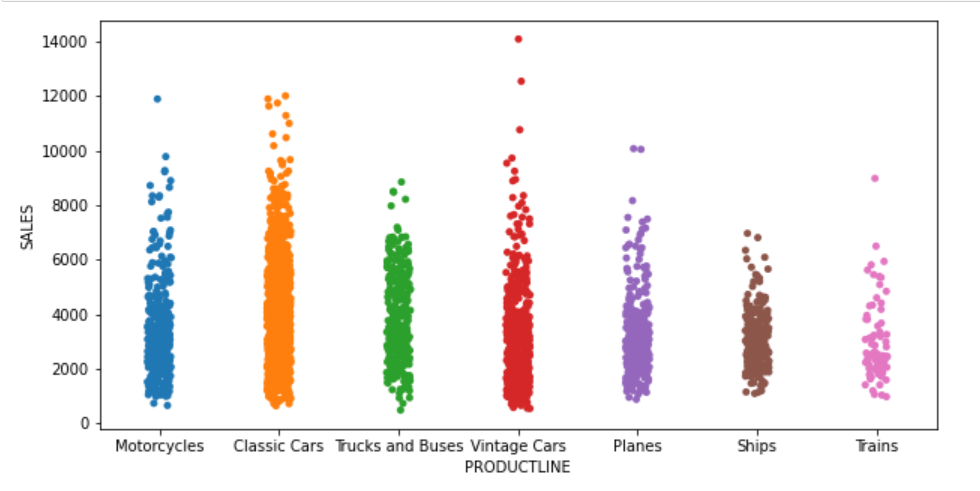 14000
12000
10000
8000
6000
4000
2000
0
SALES
Motorcycles Classic Cars Trucks and Buses Vintage Cars Planes Ships Trains
PRODUCTLINE